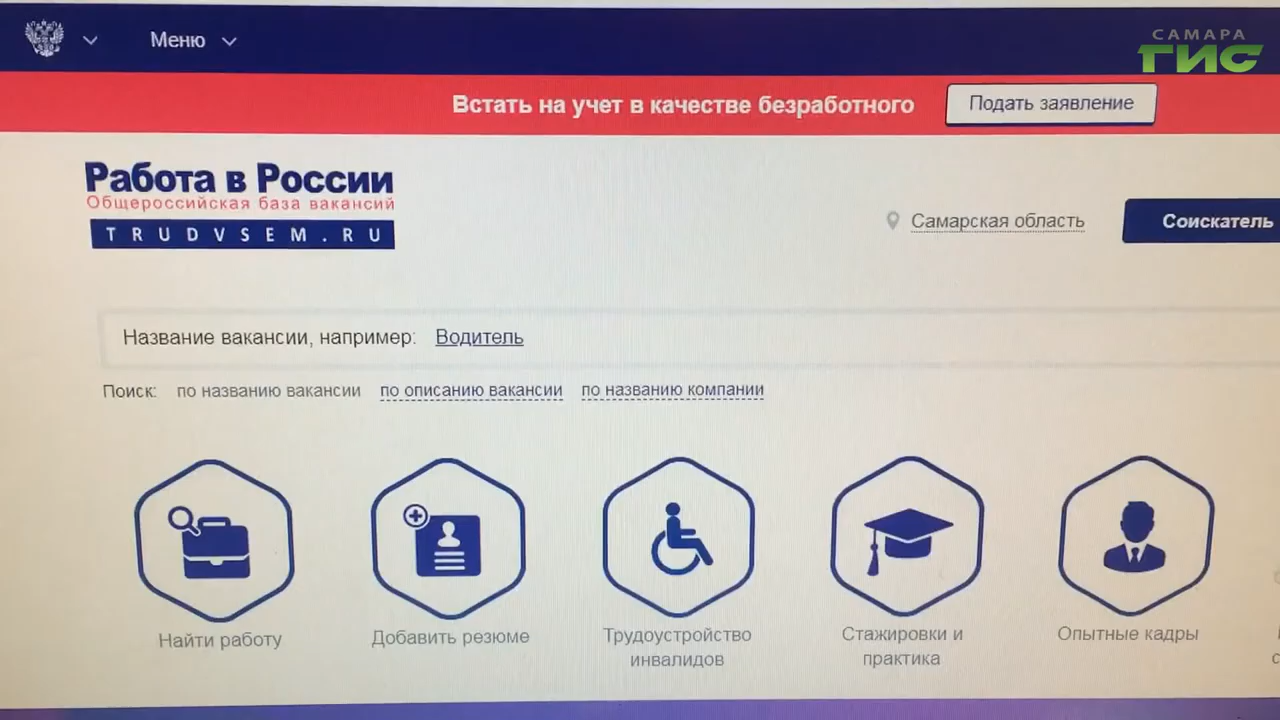 Меню
САМАРА
ГИС
Встать на учет в качестве безработного
Подать заявление
Работа в России
Общероссийская база вакансий
TRUDVSEM.RU
Самарская область
Соискатель
Название вакансии, например: Водитель
Поиск: по названию вакансии по описанию вакансии по названию компании
Найти работу
Добавить резюме
Трудоустройство
инвалидов
Стажировки и
практика
Опытные кадры